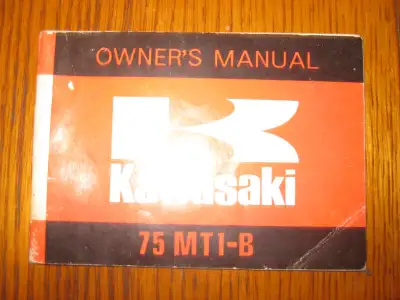 OWNER'S MANUAL
Kawasaki
75 MT1-B